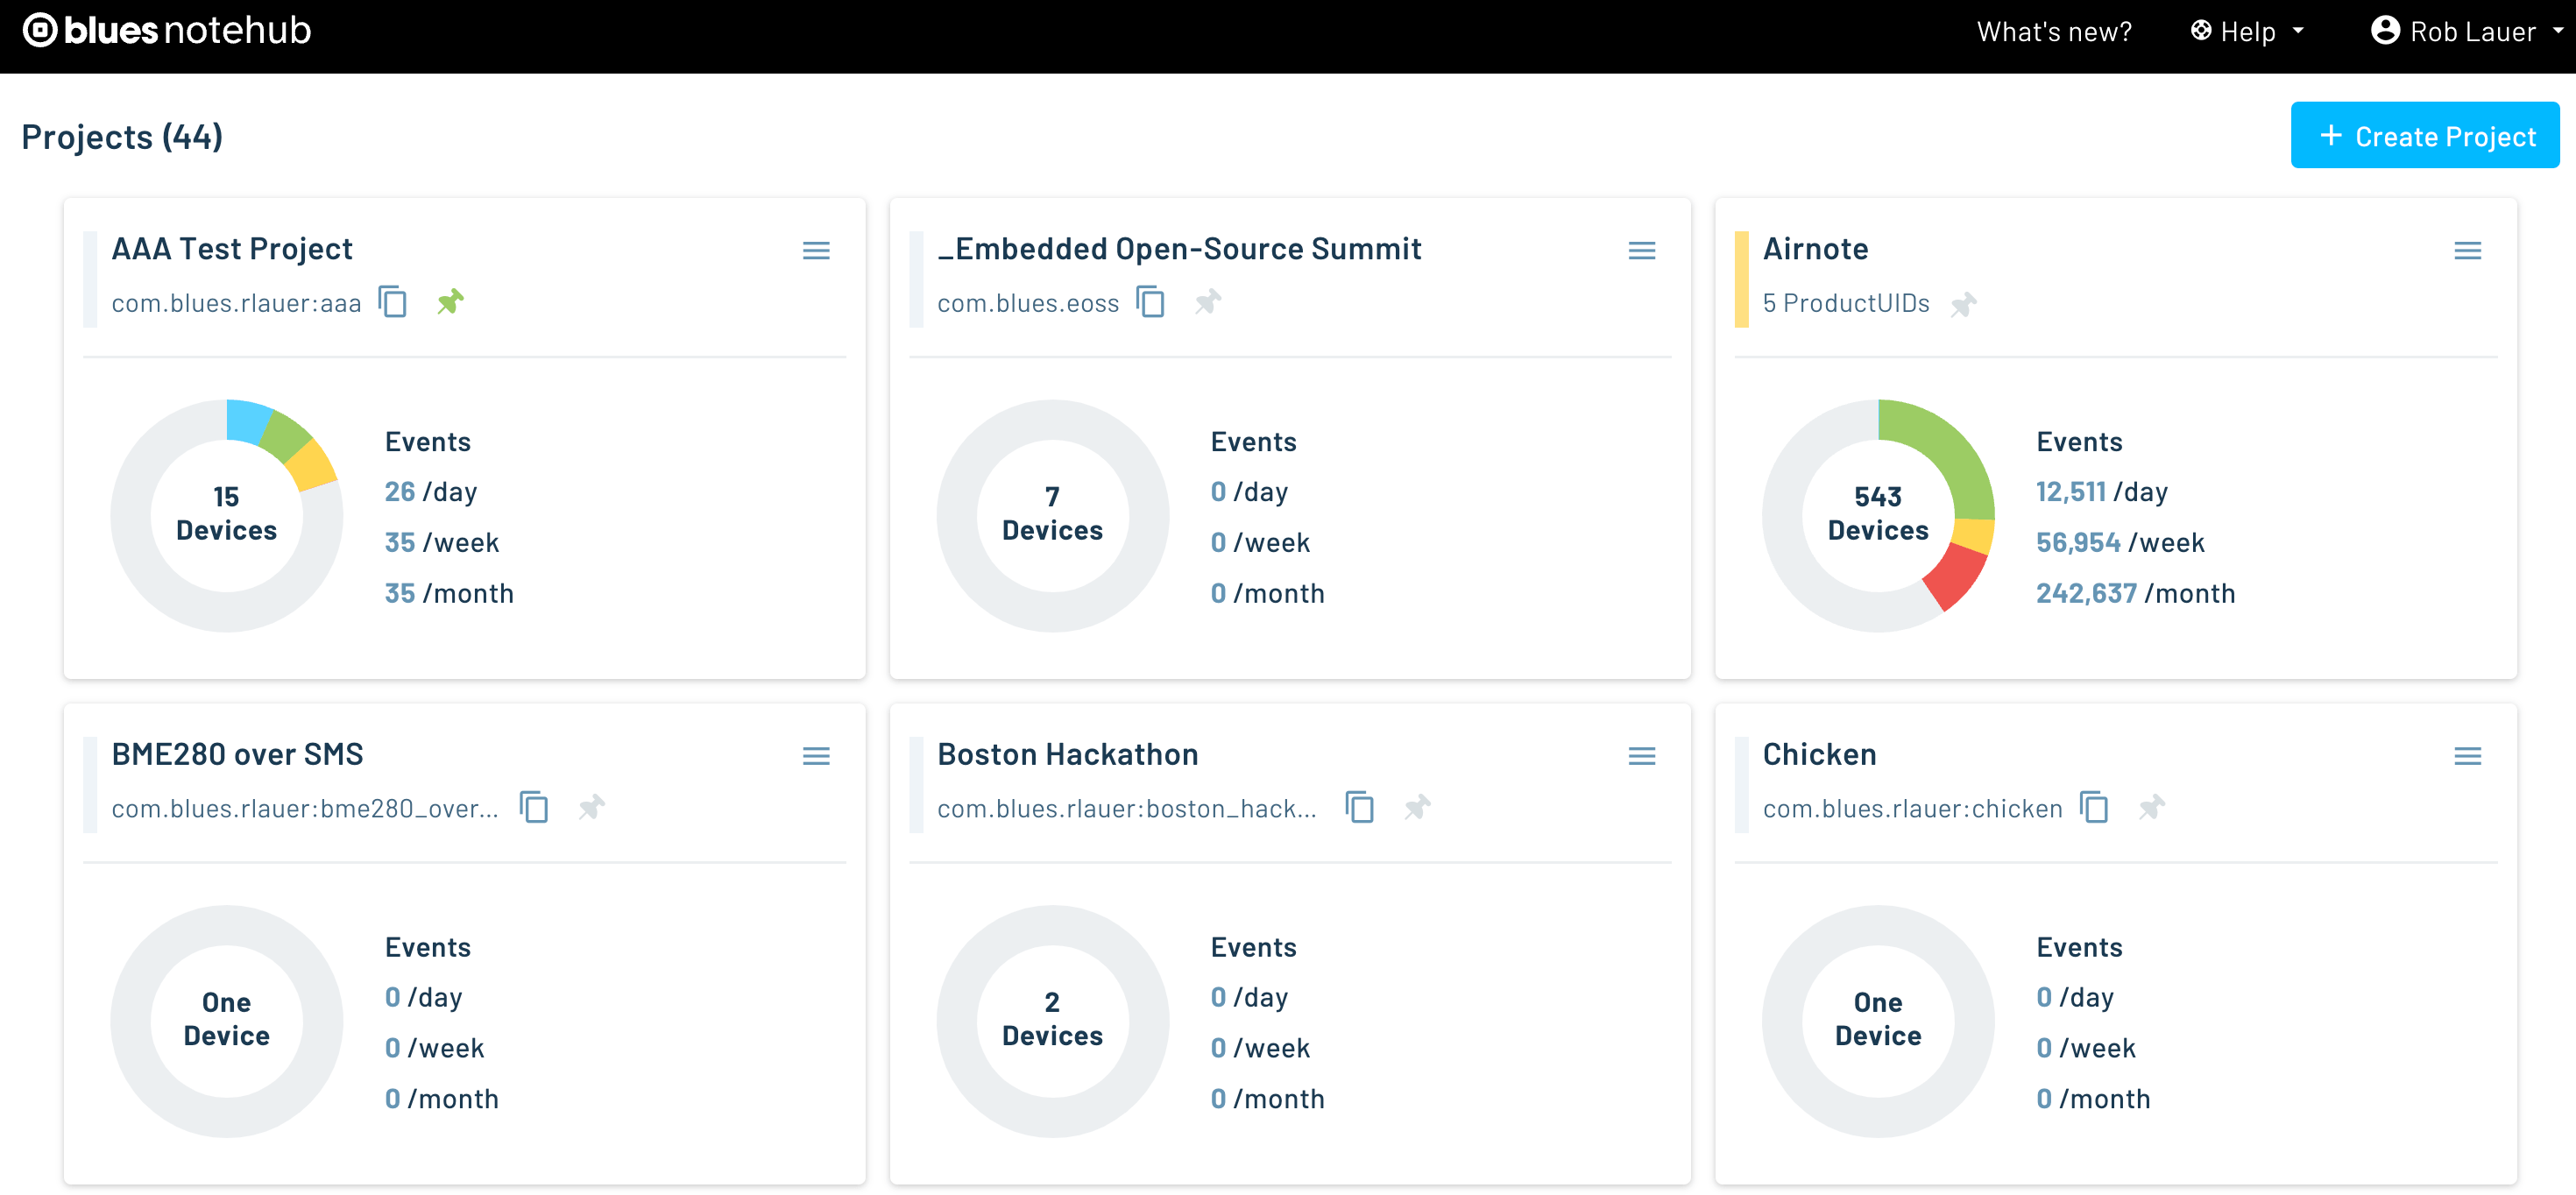 blues notehub What's new? Help Rob Lauer
Projects (44) + Create Project
AAA Test Project
com.blues.rlauer:aaa
15
Devices
Events
26 /day
35 /week
35 /month
_Embedded Open-Source Summit
com.blues.eoss
7
Devices
Events
0 /day
0 /week
0 /month
Airnote
5 ProductUIDs
543
Devices
Events
12,511 /day
56,954 /week
242,637 /month
BME280 over SMS
com.blues.rlauer:bme280_over...
One
Device
Events
0 /day
0 /week
0 /month
Boston Hackathon
com.blues.rlauer:boston_hack...
2
Devices
Events
0 /day
0 /week
0 /month
Chicken
com.blues.rlauer:chicken
One
Device
Events
0 /day
0 /week
0 /month